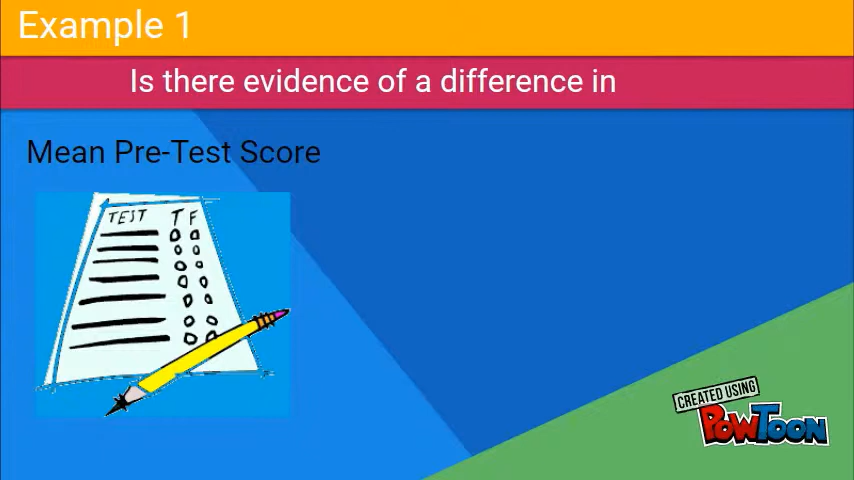 Example 1
Is there evidence of a difference in
Mean Pre-Test Score
TEST T F
CREATED USING
POWTOON